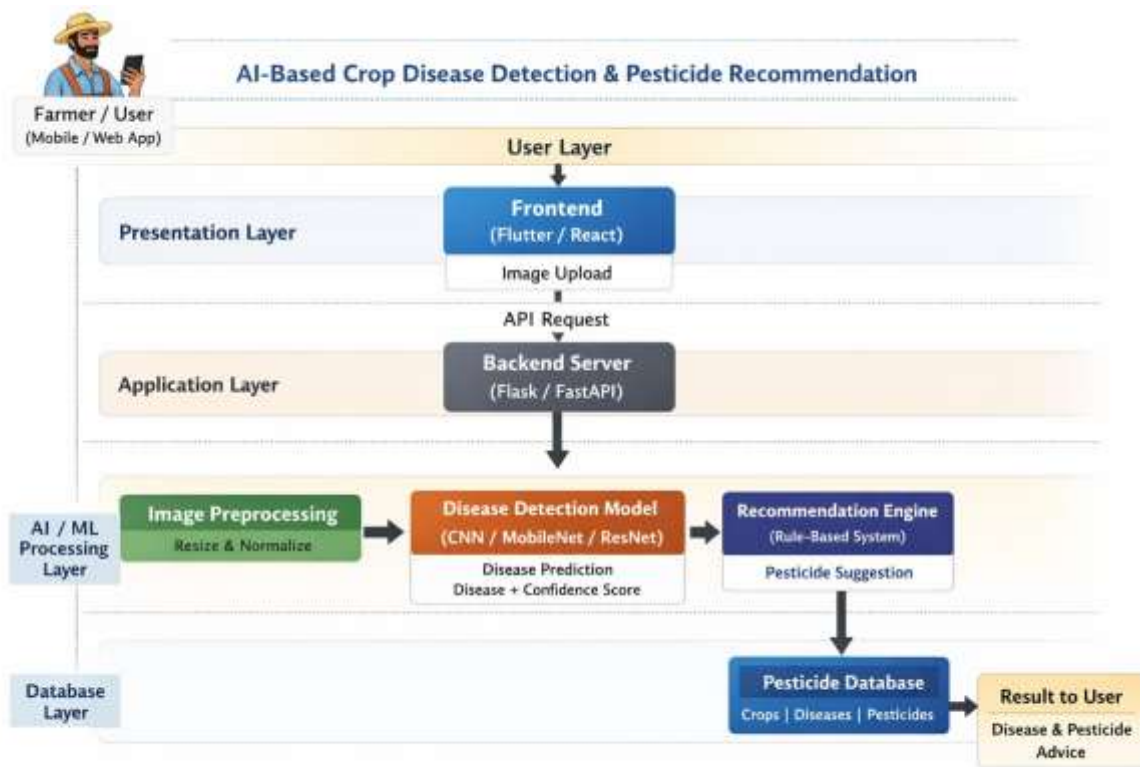 AI-Based Crop Disease Detection & Pesticide Recommendation
Farmer / User
(Mobile / Web App)
User Layer
Presentation Layer
Frontend
(Flutter / React)
Image Upload
API Request
Application Layer
Backend Server
(Flask / FastAPI)
AI / ML
Processing
Layer
Image Preprocessing
Resize & Normalize
Disease Detection Model
(CNN / MobileNet / ResNet)
Disease Prediction
Disease + Confidence Score
Recommendation Engine
(Rule-Based System)
Pesticide Suggestion
Database
Layer
Pesticide Database
Crops | Diseases | Pesticides
Result to User
Disease & Pesticide
Advice